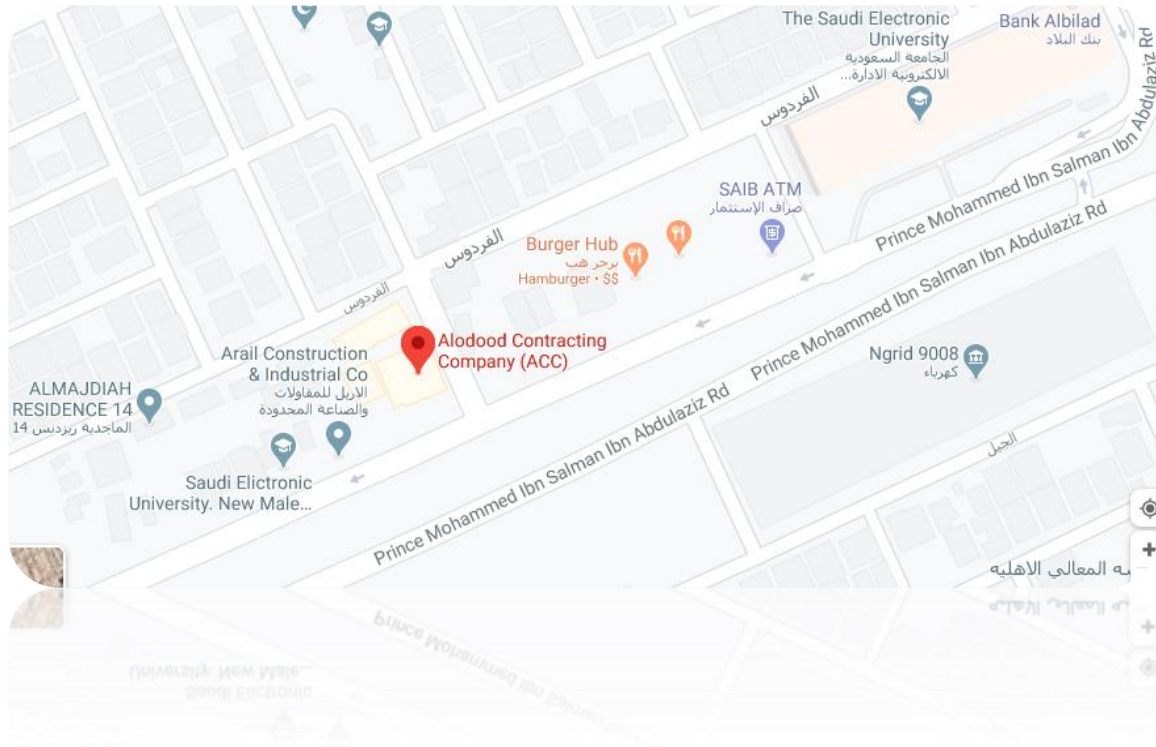 The Saudi Electronic
University
الجامعة السعودية
الالكترونية الادارة...
Bank Albilad
بنك البلاد
Prince Mohammed Ibn Salman Ibn Abdulaziz Rd
الفردوس
SAIB ATM
صراف الإستثمار
Prince Mohammed Ibn Salman Ibn Abdulaziz Rd
الفردوس
Burger Hub
برجر هب
Hamburger • $$
الفردوس
Alodood Contracting
Company (ACC)
Arail Construction
& Industrial Co
الاريل للمقاولات
والصناعة المحدودة
Ngrid 9008
كهرباء
ALMAJDIAH
RESIDENCE 14
الماجدية ريزدنس 14
Prince Mohammed Ibn Salman Ibn Abdulaziz Rd
الجبل
Saudi Elictronic
University. New Male...
سه المعالي الاهليه